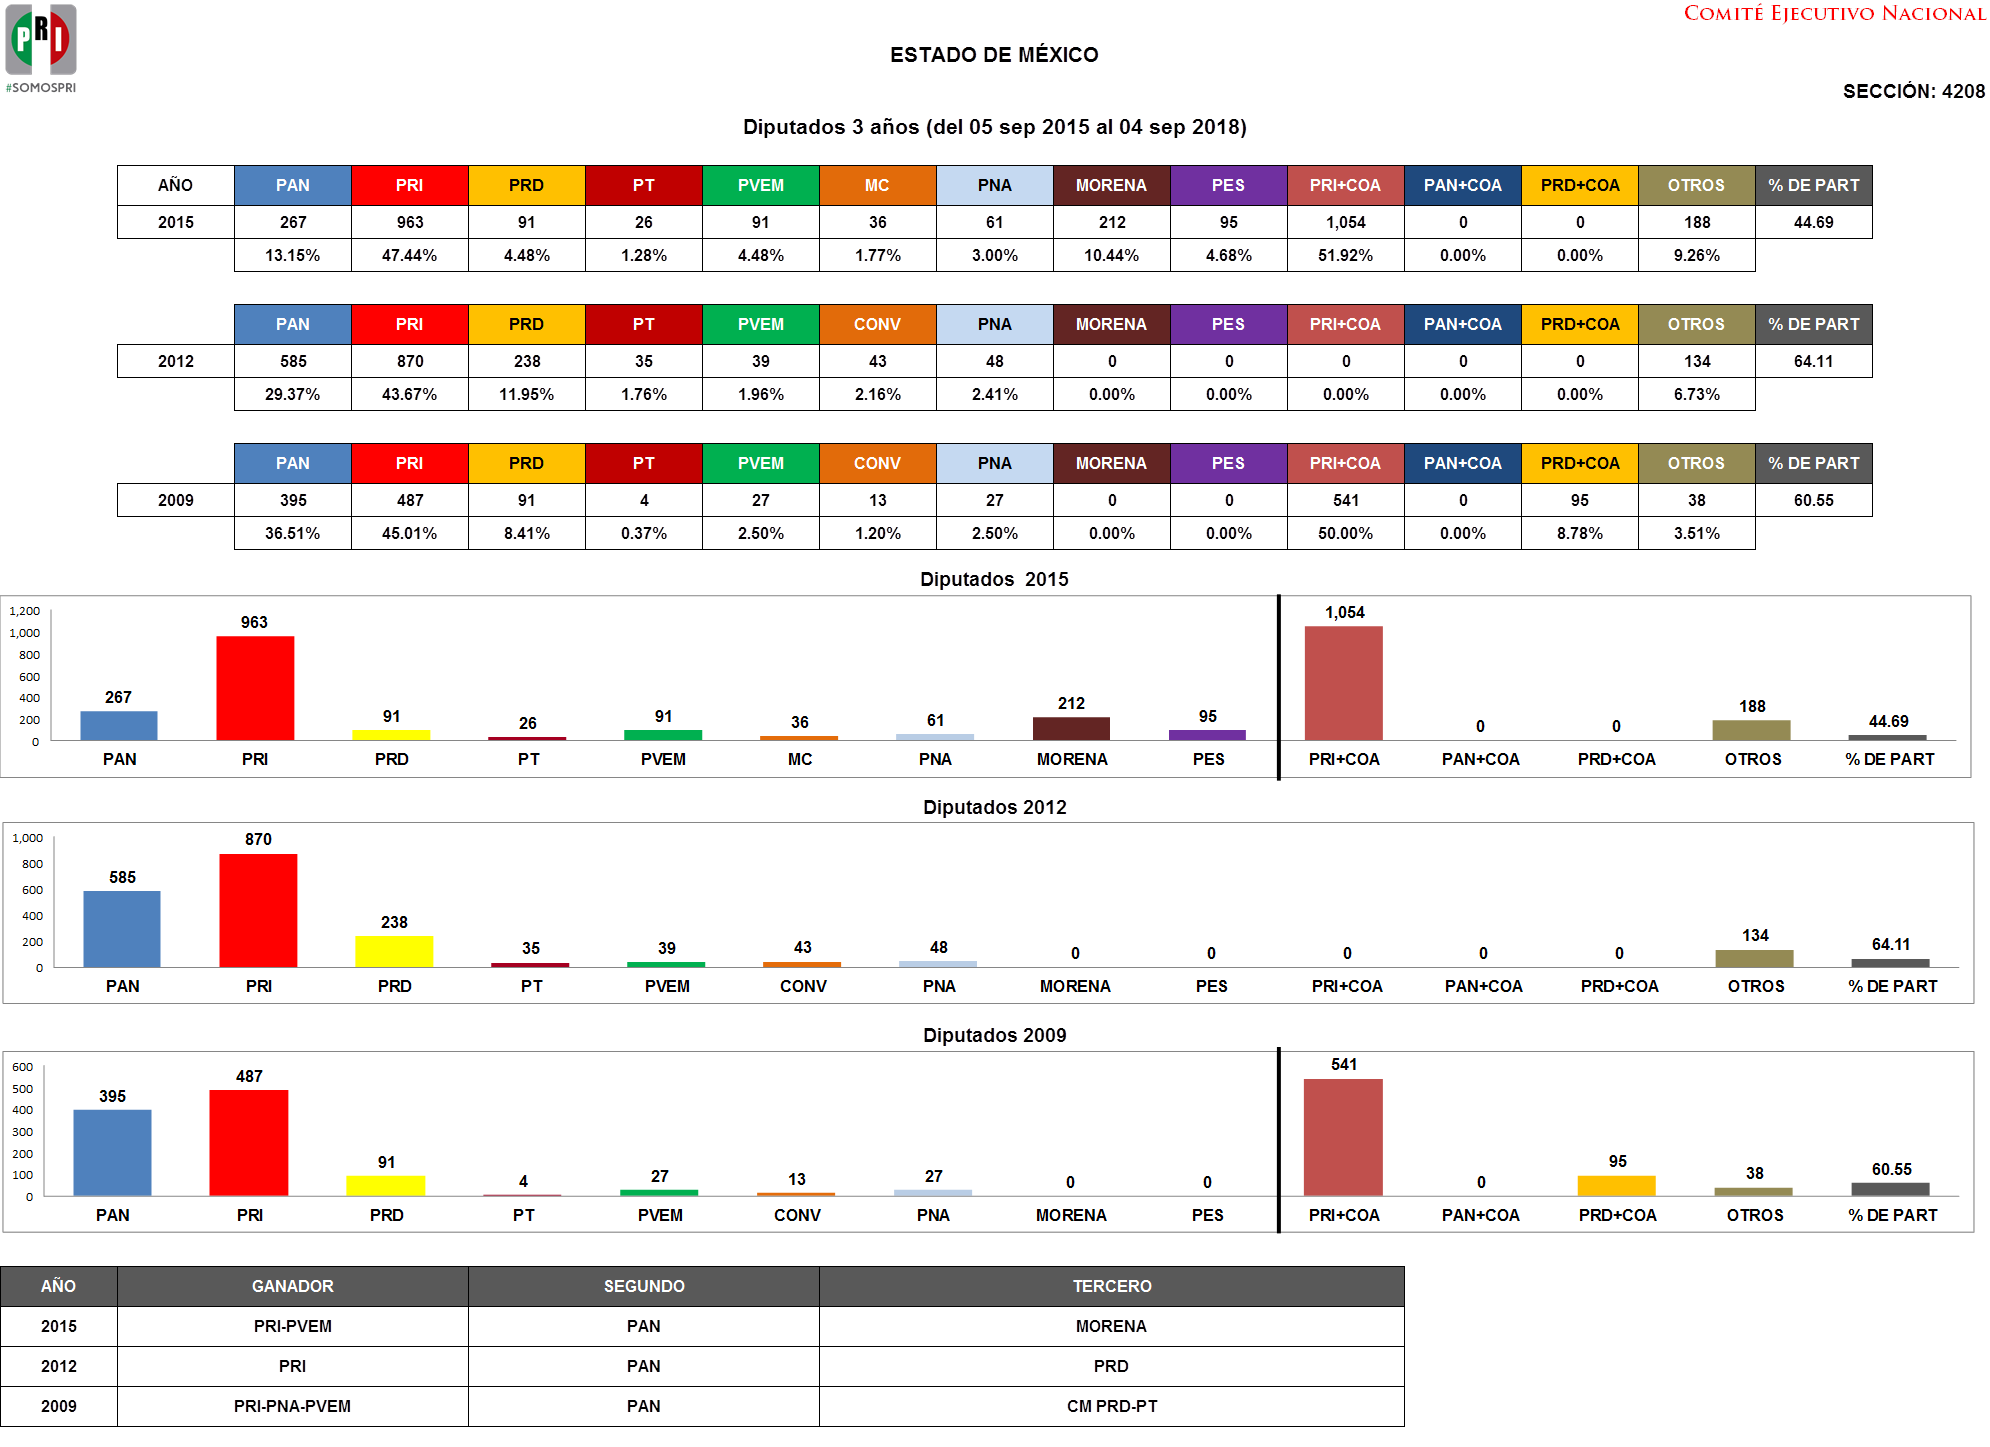 PRI
#SOMOSPRI
COMITÉ EJECUTIVO NACIONAL
ESTADO DE MÉXICO
SECCIÓN: 4208
Diputados 3 años (del 05 sep 2015 al 04 sep 2018)
AÑO PAN PRI PRD PT PVEM MC PNA MORENA PES PRI+COA PAN+COA PRD+COA OTROS % DE PART
2015 267 963 91 26 91 36 61 212 95 1,054 0 0 188 44.69
13.15% 47.44% 4.48% 1.28% 4.48% 1.77% 3.00% 10.44% 4.68% 51.92% 0.00% 0.00% 9.26%
PAN PRI PRD PT PVEM CONV PNA MORENA PES PRI+COA PAN+COA PRD+COA OTROS % DE PART
2012 585 870 238 35 39 43 48 0 0 0 0 0 134 64.11
29.37% 43.67% 11.95% 1.76% 1.96% 2.16% 2.41% 0.00% 0.00% 0.00% 0.00% 0.00% 6.73%
PAN PRI PRD PT PVEM CONV PNA MORENA PES PRI+COA PAN+COA PRD+COA OTROS % DE PART
2009 395 487 91 4 27 13 27 0 0 541 0 95 38 60.55
36.51% 45.01% 8.41% 0.37% 2.50% 1.20% 2.50% 0.00% 0.00% 50.00% 0.00% 8.78% 3.51%
Diputados 2015
1,200
1,000
800
600
400
200
0
267 963 91 26 91 36 61 212 95 1,054 0 0 188 44.69
PAN PRI PRD PT PVEM MC PNA MORENA PES PRI+COA PAN+COA PRD+COA OTROS % DE PART
Diputados 2012
1,000
800
600
400
200
0
585 870 238 35 39 43 48 0 0 0 0 0 134 64.11
PAN PRI PRD PT PVEM CONV PNA MORENA PES PRI+COA PAN+COA PRD+COA OTROS % DE PART
Diputados 2009
600
500
400
300
200
100
0
395 487 91 4 27 13 27 0 0 541 0 95 38 60.55
PAN PRI PRD PT PVEM CONV PNA MORENA PES PRI+COA PAN+COA PRD+COA OTROS % DE PART
AÑO GANADOR SEGUNDO TERCERO
2015 PRI-PVEM PAN MORENA
2012 PRI PAN PRD
2009 PRI-PNA-PVEM PAN CM PRD-PT